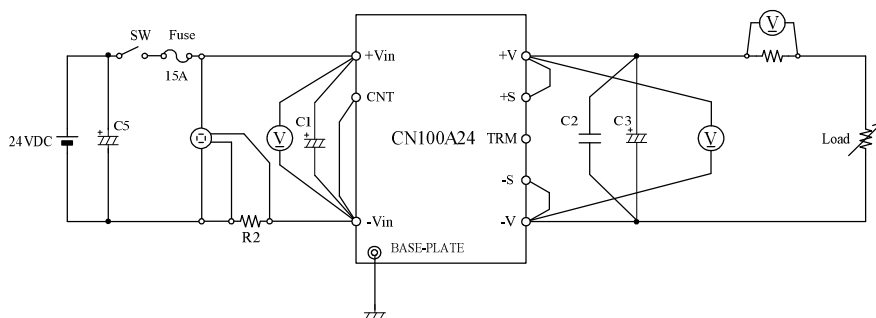 SW
Fuse
15A
24VDC
C5
R2
V
C1
+Vin
CNT
-Vin
CN100A24
BASE-PLATE
+V
+S
TRM
-S
-V
C2
C3
V
V
Load